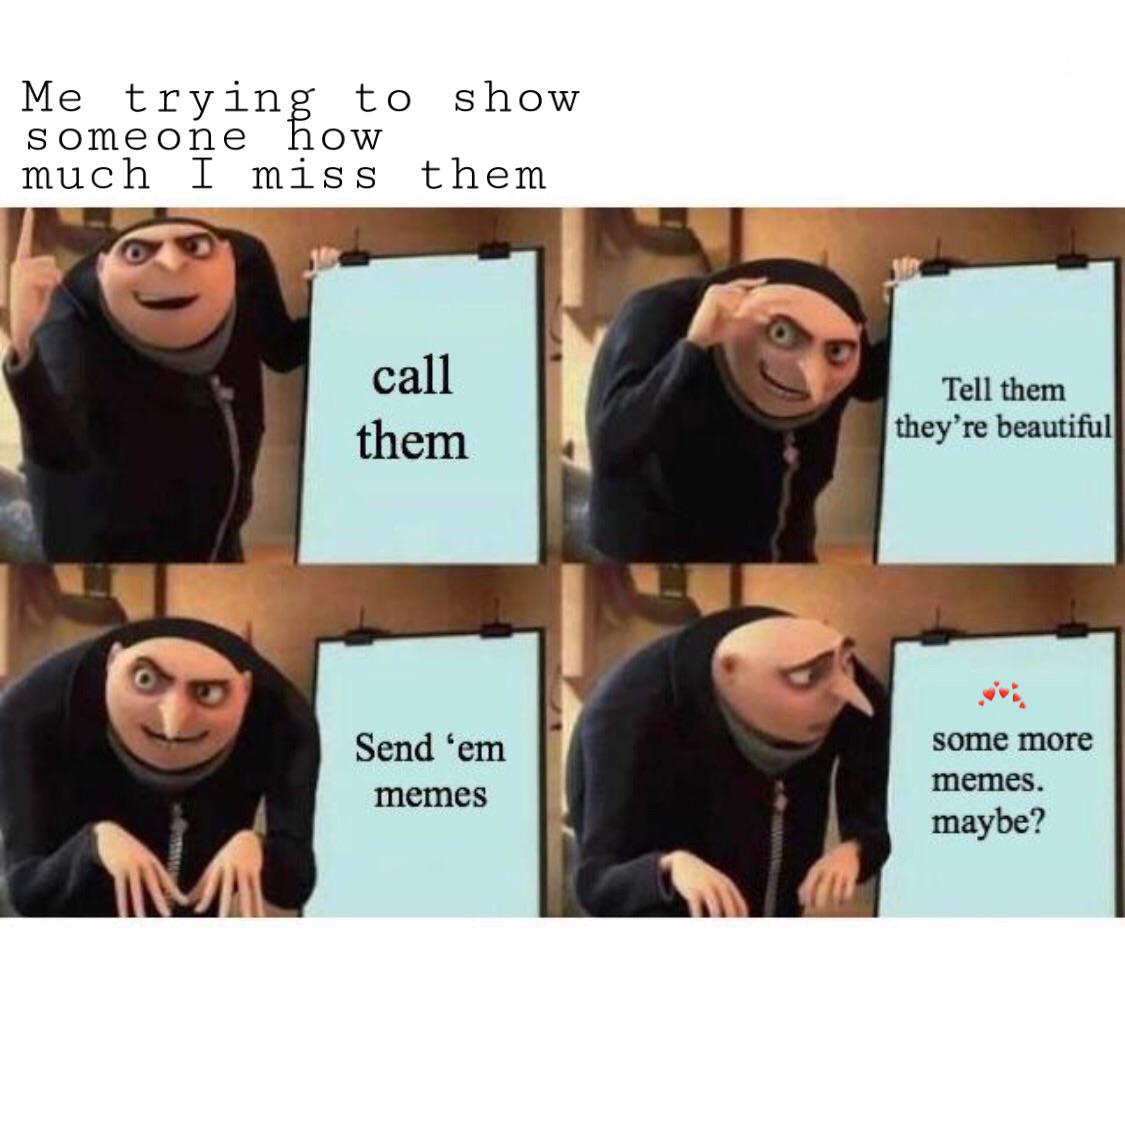 Me trying to show
someone how
much I miss them
call
them
Tell them
they’re beautiful
Send ‘em
memes
💕💞
some more
memes.
maybe?